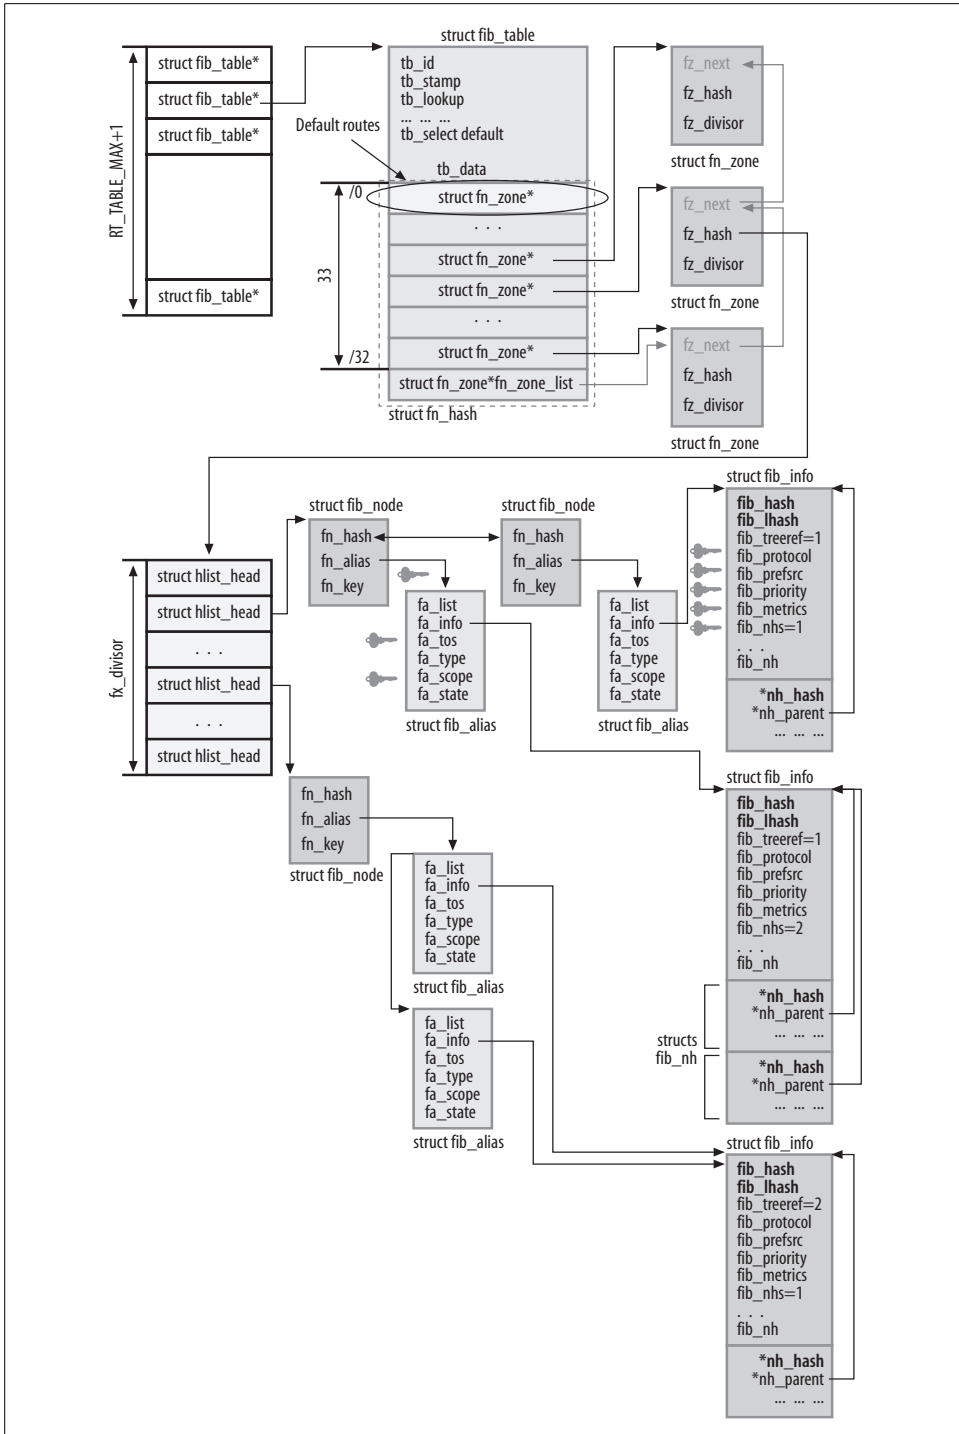 struct fib_table
struct fib_table*
struct fib_table*
struct fib_table*
struct fib_table*
RT_TABLE_MAX+1
tb_id
tb_stamp
tb_lookup
... ... ...
tb_select default
Default routes
tb_data
/0
struct fn_zone*
. . .
struct fn_zone*
33
struct fn_zone*
. . .
/32
struct fn_zone*
struct fn_zone*fn_zone_list
struct fn_hash
fz_next
fz_hash
fz_divisor
struct fn_zone
fz_next
fz_hash
fz_divisor
struct fn_zone
fz_next
fz_hash
fz_divisor
struct fn_zone
fx_divisor
struct hlist_head
struct hlist_head
. . .
struct hlist_head
. . .
struct hlist_head
struct fib_node
fn_hash
fn_alias
fn_key
fa_list
fa_info
fa_tos
fa_type
fa_scope
fa_state
struct fib_alias
struct fib_node
fn_hash
fn_alias
fn_key
fa_list
fa_info
fa_tos
fa_type
fa_scope
fa_state
struct fib_alias
struct fib_info
fib_hash
fib_lhash
fib_treeref=1
fib_protocol
fib_prefsrc
fib_priority
fib_metrics
fib_nhs=1
. . .
fib_nh
*nh_hash
*nh_parent
... ... ...
fn_hash
fn_alias
fn_key
struct fib_node
fa_list
fa_info
fa_tos
fa_type
fa_scope
fa_state
struct fib_alias
fa_list
fa_info
fa_tos
fa_type
fa_scope
fa_state
struct fib_alias
struct fib_info
fib_hash
fib_lhash
fib_treeref=1
fib_protocol
fib_prefsrc
fib_priority
fib_metrics
fib_nhs=2
. . .
fib_nh
*nh_hash
*nh_parent
... ... ...
structs
fib_nh
*nh_hash
*nh_parent
... ... ...
struct fib_info
fib_hash
fib_lhash
fib_treeref=2
fib_protocol
fib_prefsrc
fib_priority
fib_metrics
fib_nhs=1
. . .
fib_nh
*nh_hash
*nh_parent
... ... ...